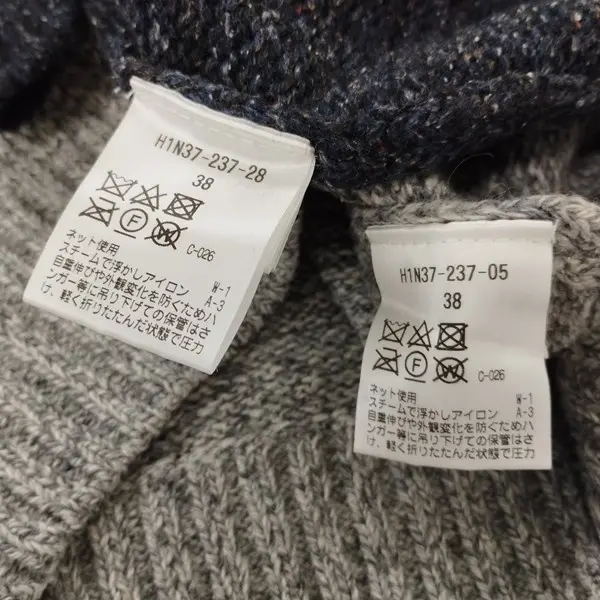 H1N37-237-28
38
C-026
ネット使用 W-1
スチームで浮かしアイロン A-3
自重伸びや外観変化を防ぐためハ
ンガー等に吊り下げての保管はさ
け、軽く折りたたんだ状態で圧力
H1N37-237-05
38
C-026
ネット使用 W-1
スチームで浮かしアイロン A-3
自重伸びや外観変化を防ぐためハ
ンガー等に吊り下げての保管はさ
け、軽く折りたたんだ状態で圧力